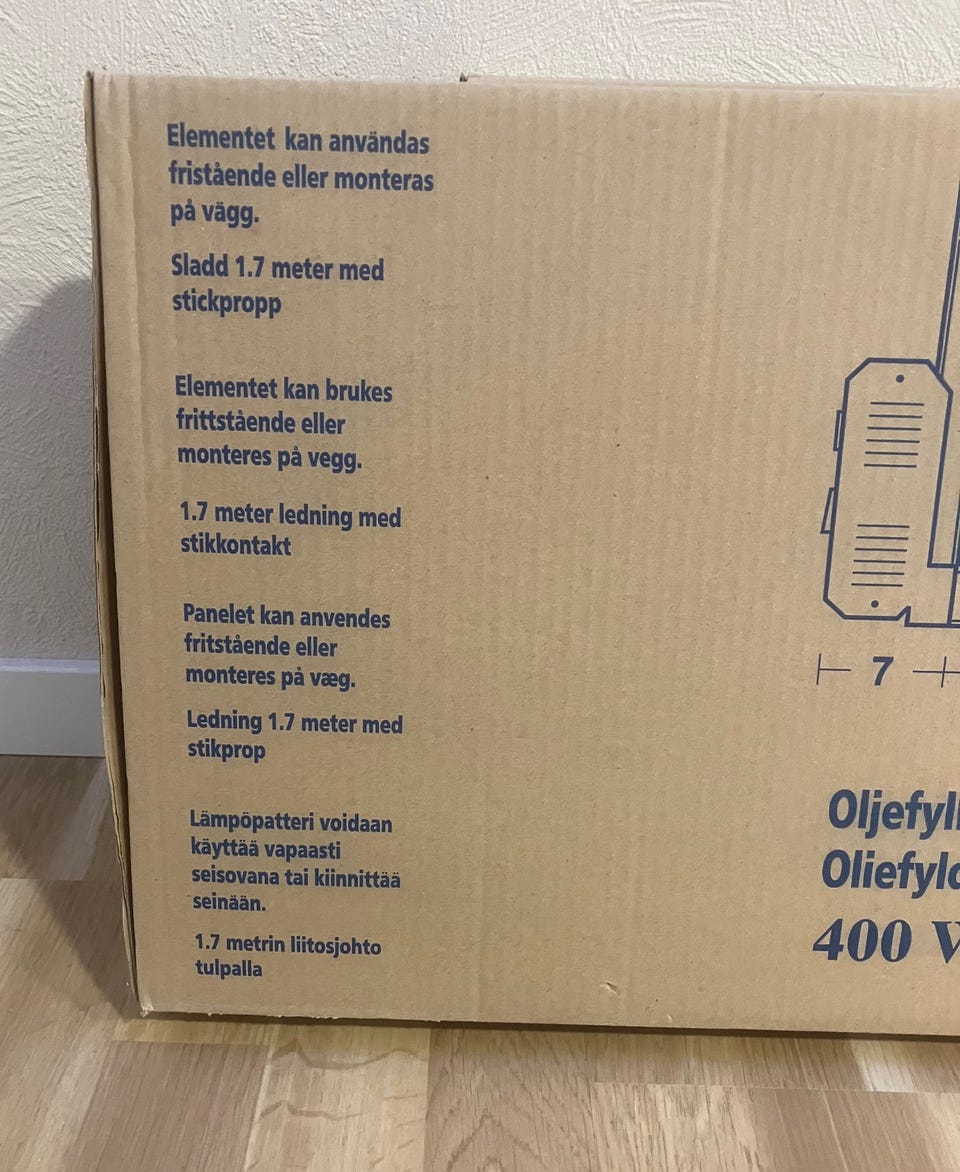 Elementet kan användas
fristående eller monteras
på vägg.
Sladd 1.7 meter med
stickpropp
Elementet kan brukes
frittstående eller
monteres på vegg.
1.7 meter ledning med
stikkontakt
Panelet kan anvendes
fritstående eller
monteres på væg.
Ledning 1.7 meter med
stikprop
Lämpöpatteri voidaan
käyttää vapaasti
seisovana tai kiinnittää
seinään.
1.7 metrin liitosjohto
tulpalla
7
400